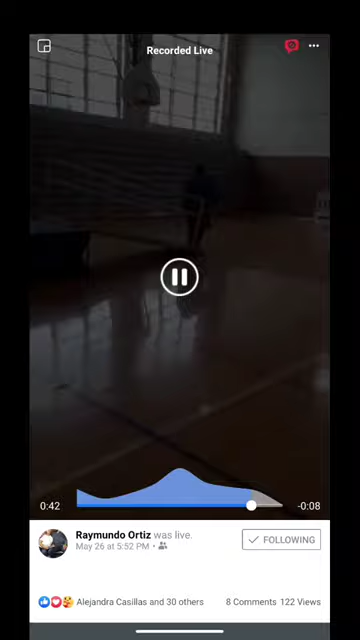 Recorded Live
0:42
-0:08
Raymundo Ortiz was live.
FOLLOWING
May 26 at 5:52 PM
Alejandra Casillas and 30 others
8 Comments 122 Views